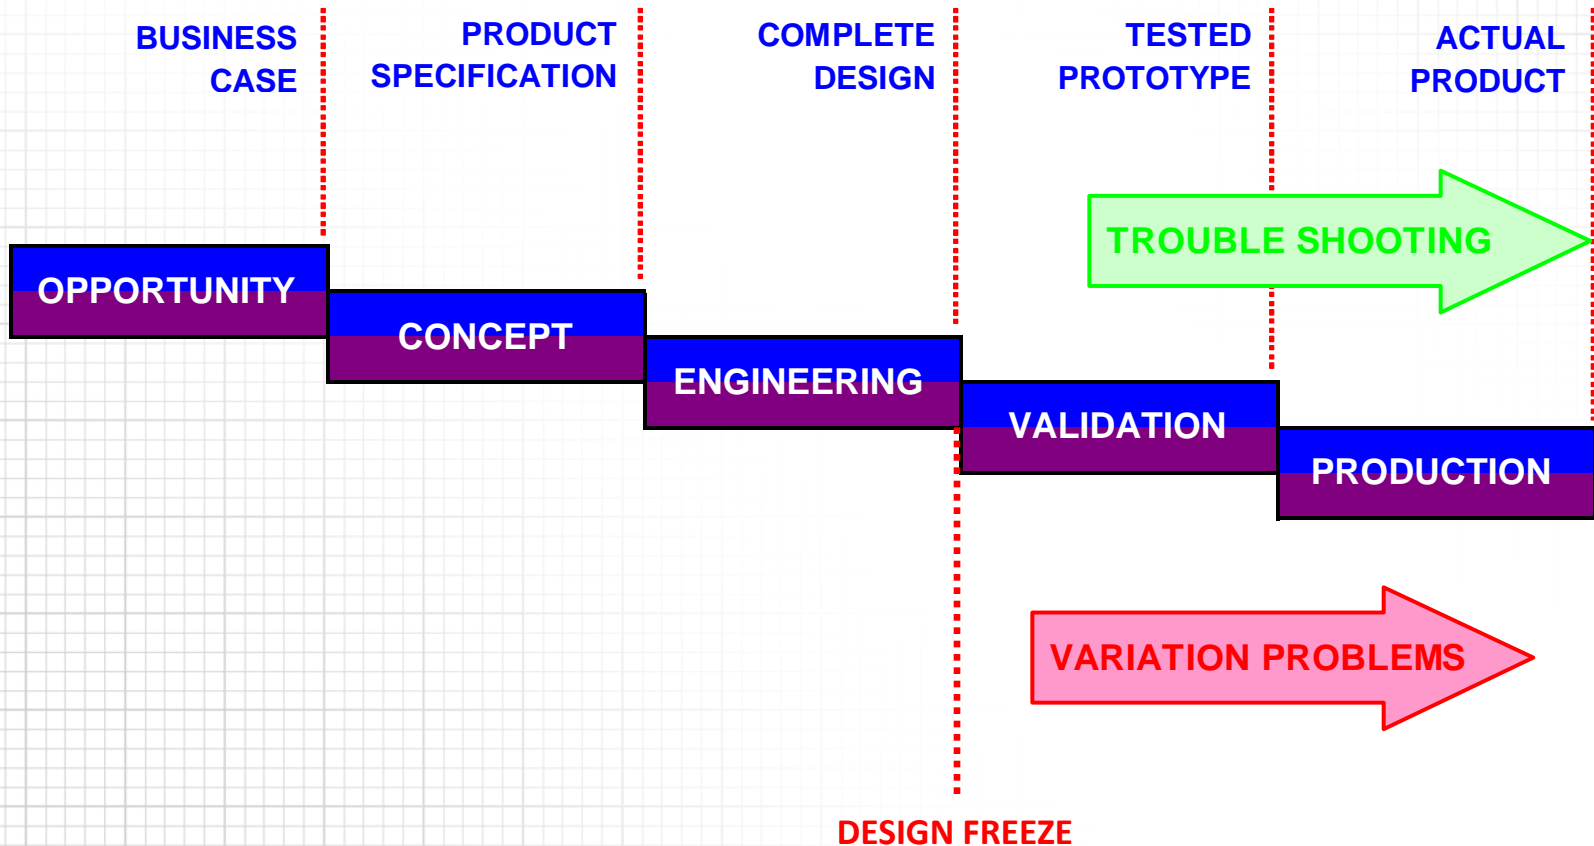 BUSINESS
CASE
PRODUCT
SPECIFICATION
COMPLETE
DESIGN
TESTED
PROTOTYPE
ACTUAL
PRODUCT
TROUBLE SHOOTING
OPPORTUNITY
CONCEPT
ENGINEERING
VALIDATION
PRODUCTION
VARIATION PROBLEMS
DESIGN FREEZE